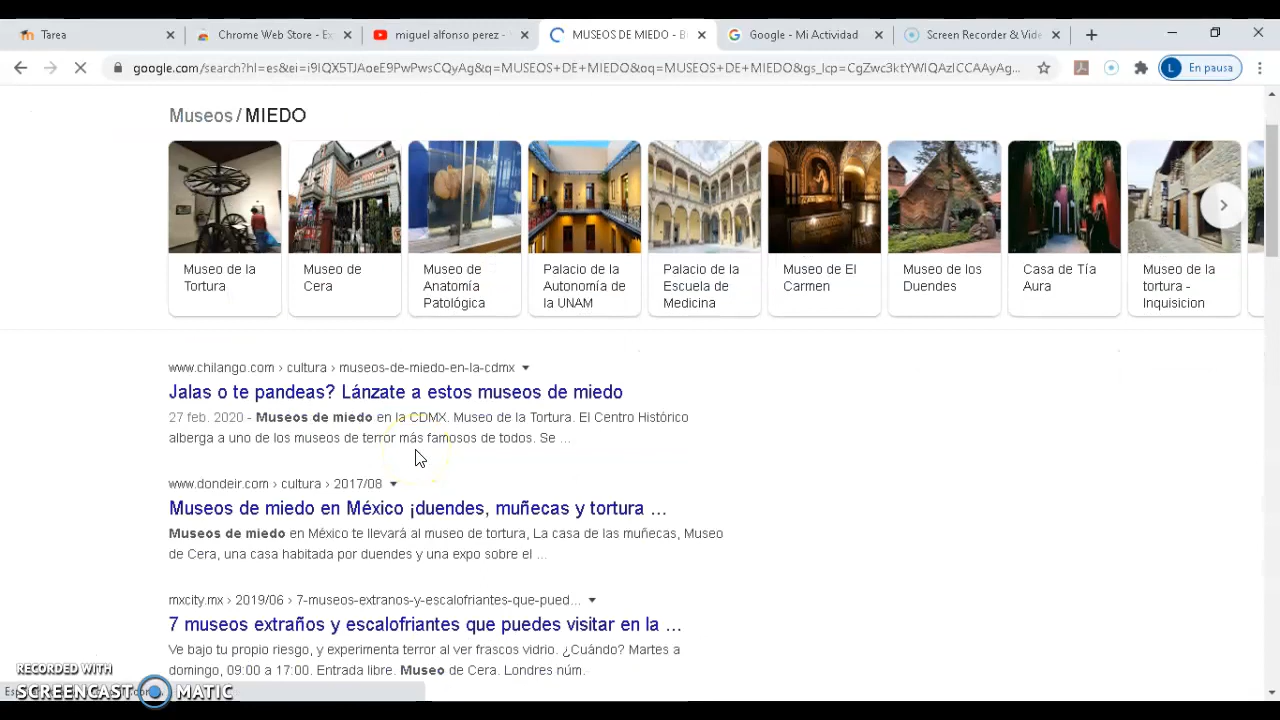 Tarea
Chrome Web Store - Ex
miguel alfonso perez -
MUSEOS DE MIEDO - B
Google - Mi Actividad
Screen Recorder & Vide
google.com/search?hl=es&ei=i9IQX5TJAoeE9PwPwsCQyAg&q=MUSEOS+DE+MIEDO&oq=MUSEOS+DE+MIEDO&gs_lcp=CgZwc3ktYWIQAzICCAAyAg...
L En pausa
Museos / MIEDO
Museo de la
Tortura
Museo de
Cera
Museo de
Anatomía
Patológica
Palacio de la
Autonomía de
la UNAM
Palacio de la
Escuela de
Medicina
Museo de El
Carmen
Museo de los
Duendes
Casa de Tía
Aura
Museo de la
tortura -
Inquisicion
www.chilango.com › cultura › museos-de-miedo-en-la-cdmx
Jalas o te pandeas? Lánzate a estos museos de miedo
27 feb. 2020 - Museos de miedo en la CDMX. Museo de la Tortura. El Centro Histórico
alberga a uno de los museos de terror más famosos de todos. Se ...
www.dondeir.com › cultura › 2017/08
Museos de miedo en México ¡duendes, muñecas y tortura ...
Museos de miedo en México te llevará al museo de tortura, La casa de las muñecas, Museo
de Cera, una casa habitada por duendes y una expo sobre el ...
mxcity.mx › 2019/06 › 7-museos-extranos-y-escalofriantes-que-pued...
7 museos extraños y escalofriantes que puedes visitar en la ...
Ve bajo tu propio riesgo, y experimenta terror al ver frascos vidrio. ¿Cuándo? Martes a
domingo, 09:00 a 17:00. Entrada libre. Museo de Cera. Londres núm.
RECORDED WITH
SCREENCAST MATIC